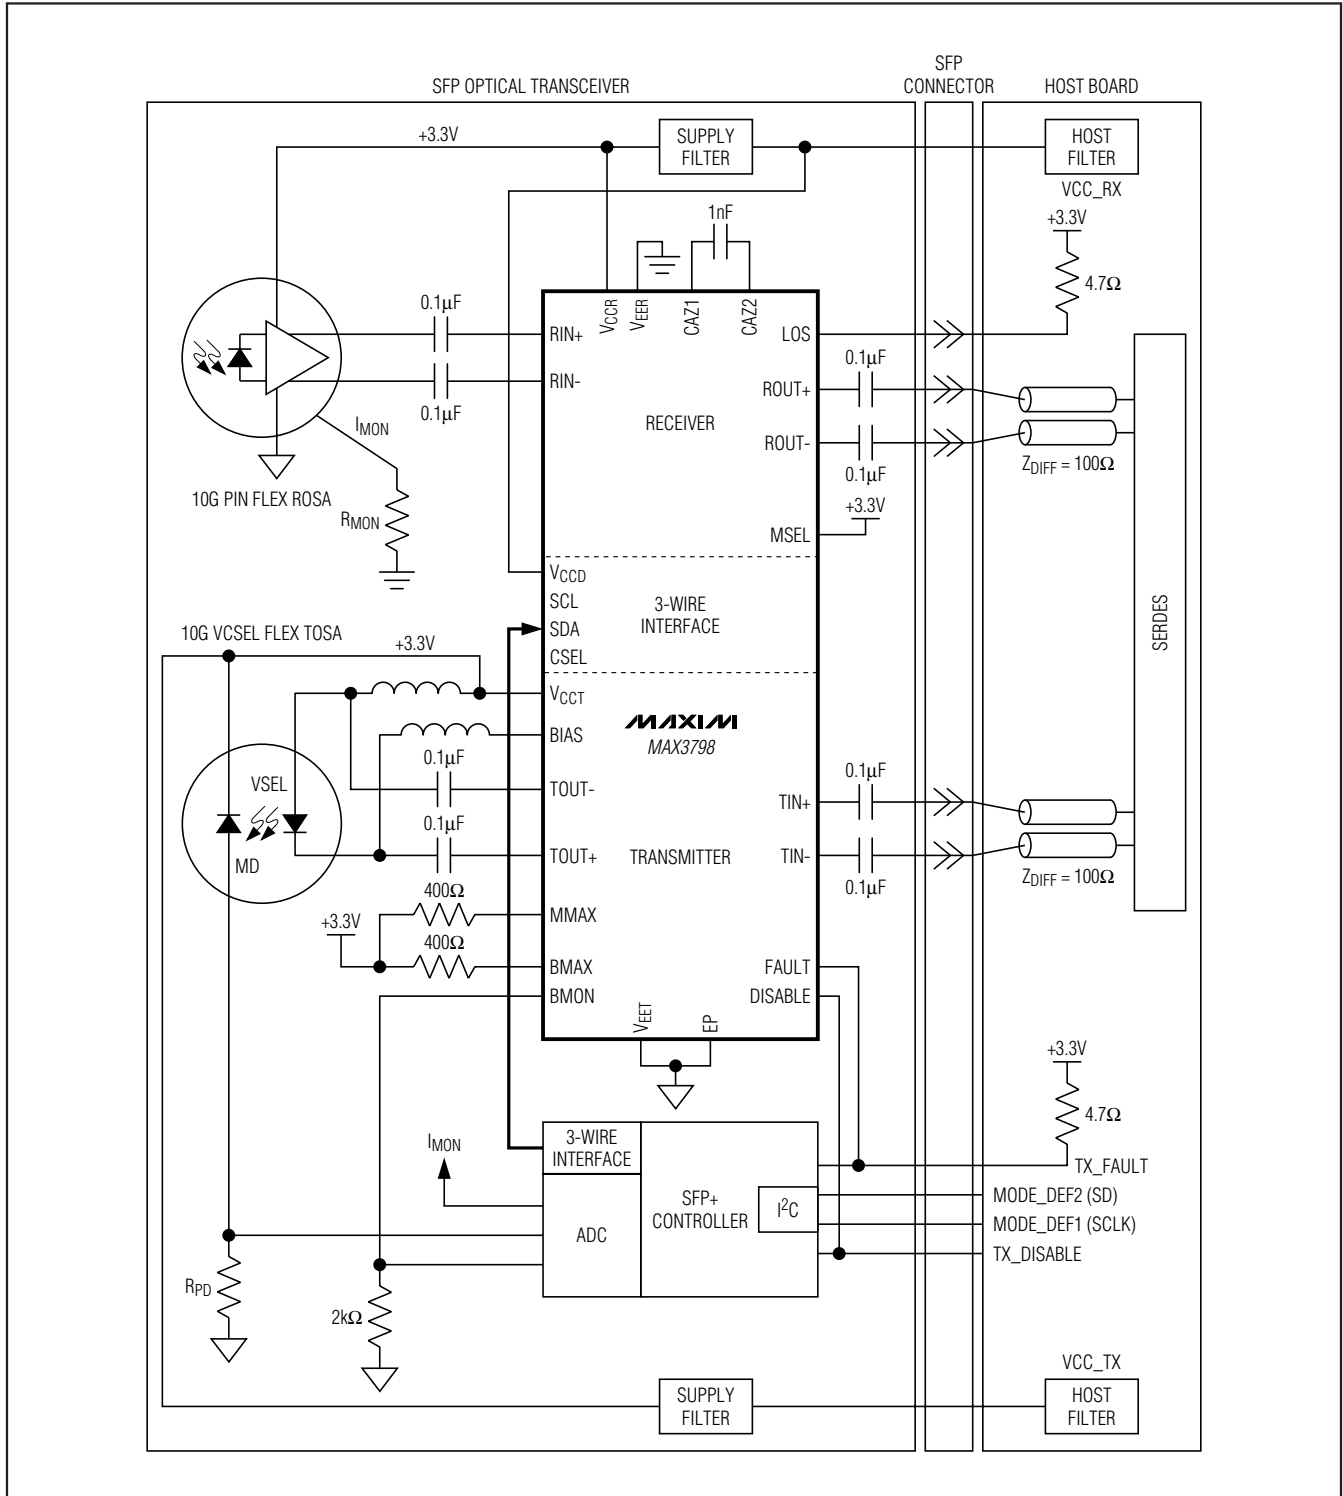 SFP OPTICAL TRANSCEIVER
SFP
CONNECTOR
HOST BOARD
+3.3V
SUPPLY
FILTER
HOST
FILTER
VCC_RX
+3.3V
4.7Ω
1nF
0.1µF
0.1µF
IMON
10G PIN FLEX ROSA
RMON
RIN+
RIN-
VCCR
VEER
CAZ1
CAZ2
LOS
ROUT+
ROUT-
RECEIVER
MSEL
0.1µF
0.1µF
+3.3V
ZDIFF = 100Ω
SERDES
VCCD
SCL
SDA
CSEL
3-WIRE
INTERFACE
10G VCSEL FLEX TOSA
+3.3V
VCCT
BIAS
MAXIM
MAX3798
0.1µF
TOUT-
0.1µF
TOUT+
TRANSMITTER
VSEL
MD
TIN+
TIN-
0.1µF
0.1µF
ZDIFF = 100Ω
400Ω
MMAX
+3.3V
400Ω
BMAX
BMON
FAULT
DISABLE
VEET
EP
+3.3V
4.7Ω
TX_FAULT
MODE_DEF2 (SD)
MODE_DEF1 (SCLK)
TX_DISABLE
IMON
3-WIRE
INTERFACE
ADC
SFP+
CONTROLLER
I2C
RPD
2kΩ
SUPPLY
FILTER
VCC_TX
HOST
FILTER